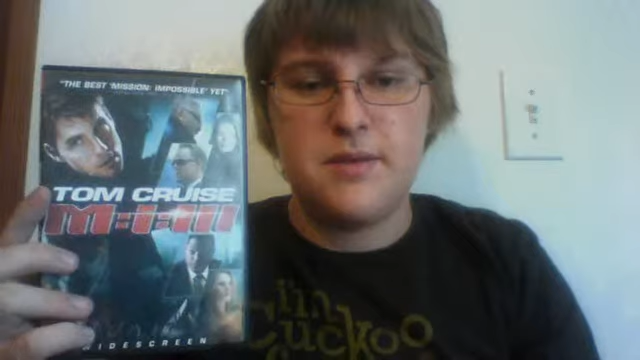 "THE BEST 'MISSION: IMPOSSIBLE' YET"
TOM CRUISE
M:i:III
WIDESCREEN
i'm
Cuckoo